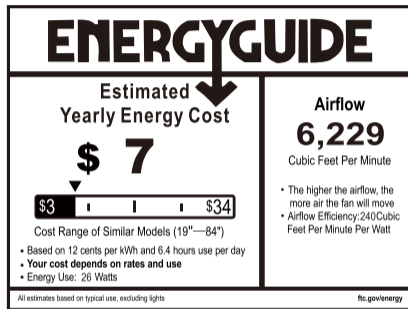 ENERGYGUIDE
Estimated
Yearly Energy Cost
$ 7
$3 $34
Cost Range of Similar Models (19"—84")
• Based on 12 cents per kWh and 6.4 hours use per day
• Your cost depends on rates and use
• Energy Use: 26 Watts
Airflow
6,229
Cubic Feet Per Minute
• The higher the airflow, the
more air the fan will move
• Airflow Efficiency:240Cubic
Feet Per Minute Per Watt
All estimates based on typical use, excluding lights
ftc.gov/energy